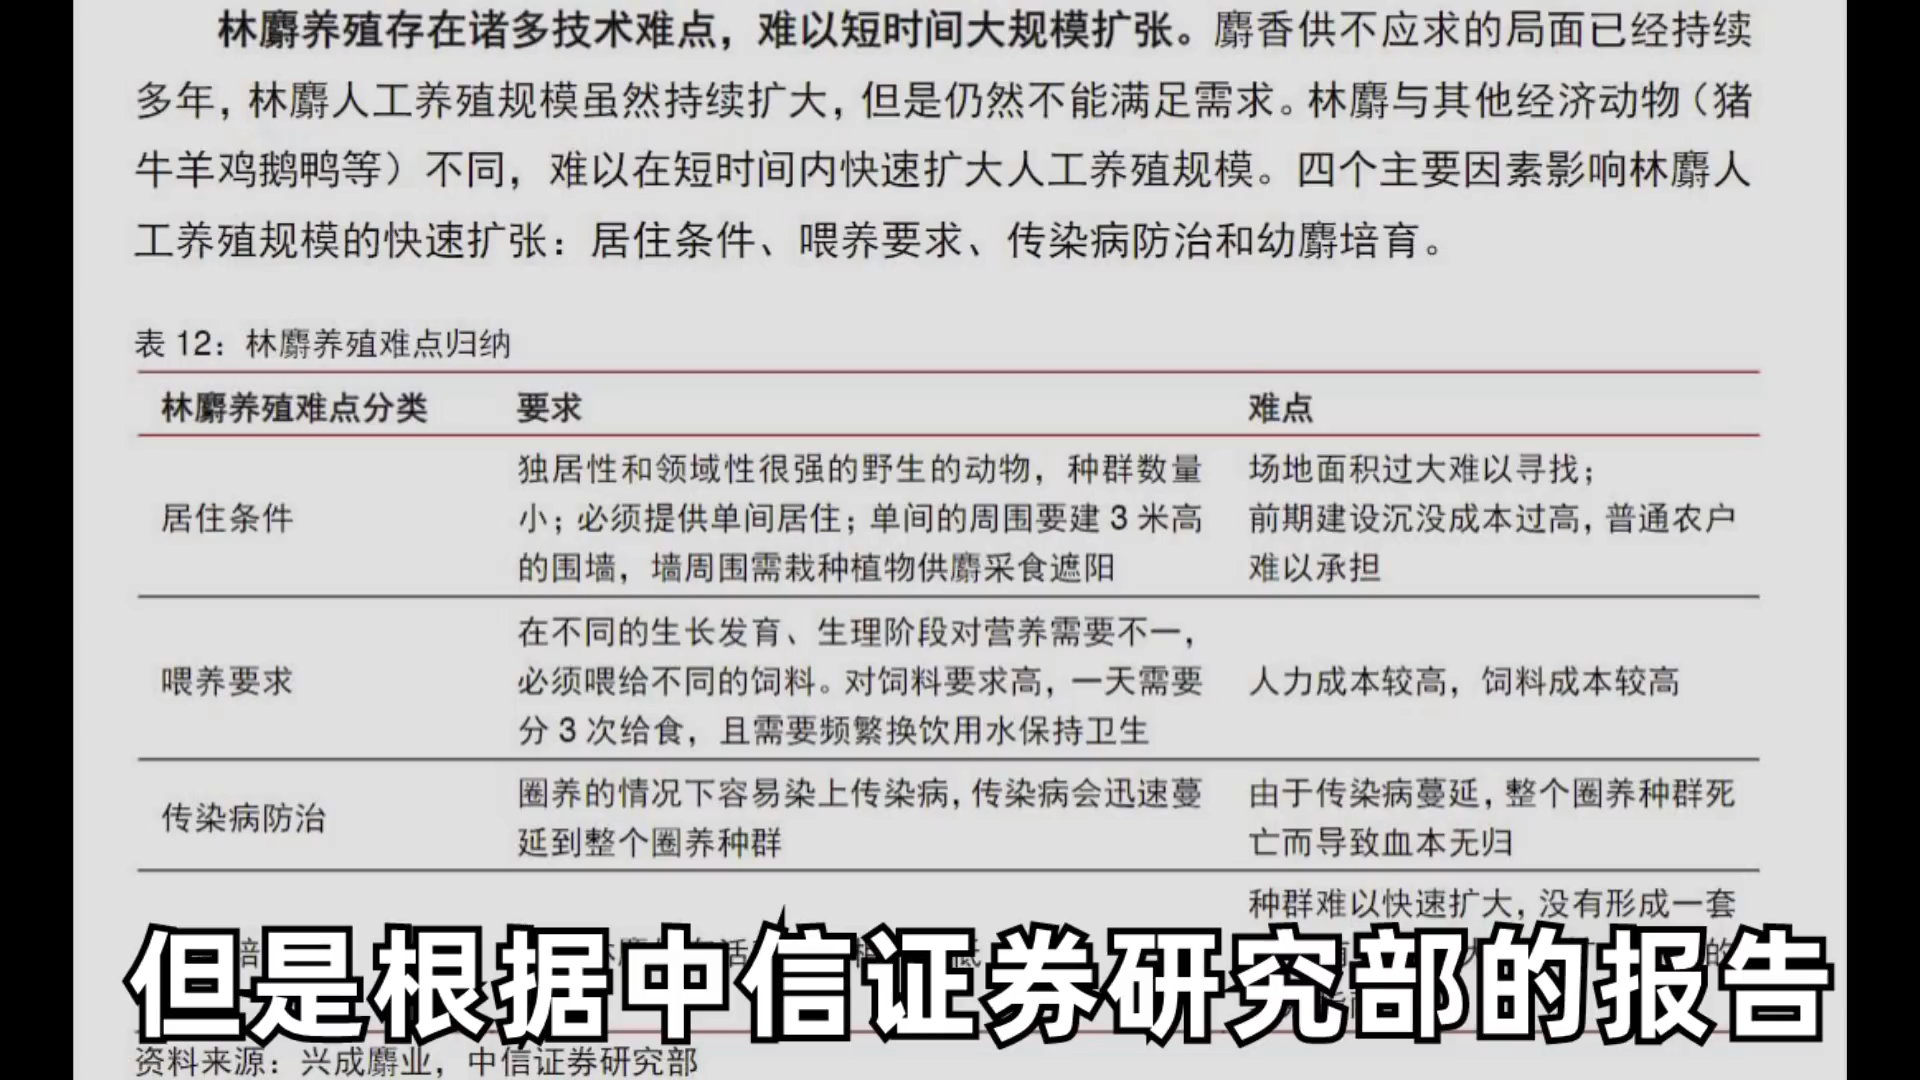 林麝养殖存在诸多技术难点，难以短时间大规模扩张。麝香供不应求的局面已经持续
多年，林麝人工养殖规模虽然持续扩大，但是仍然不能满足需求。林麝与其他经济动物（猪
牛羊鸡鹅鸭等）不同，难以在短时间内快速扩大人工养殖规模。四个主要因素影响林麝人
工养殖规模的快速扩张：居住条件、喂养要求、传染病防治和幼麝培育。
表 12：林麝养殖难点归纳
林麝养殖难点分类 要求 难点
居住条件
独居性和领域性很强的野生的动物，种群数量
小；必须提供单间居住；单间的周围要建 3 米高
的围墙，墙周围需栽种植物供麝采食遮阳
场地面积过大难以寻找；
前期建设沉没成本过高，普通农户
难以承担
喂养要求
在不同的生长发育、生理阶段对营养需要不一，
必须喂给不同的饲料。对饲料要求高，一天需要
分 3 次给食，且需要频繁换饮用水保持卫生
人力成本较高，饲料成本较高
传染病防治
圈养的情况下容易染上传染病，传染病会迅速蔓
延到整个圈养种群
由于传染病蔓延，整个圈养种群死
亡而导致血本无归
种群难以快速扩大，没有形成一套
但是根据中信证券研究部的报告
资料来源：兴成麝业，中信证券研究部